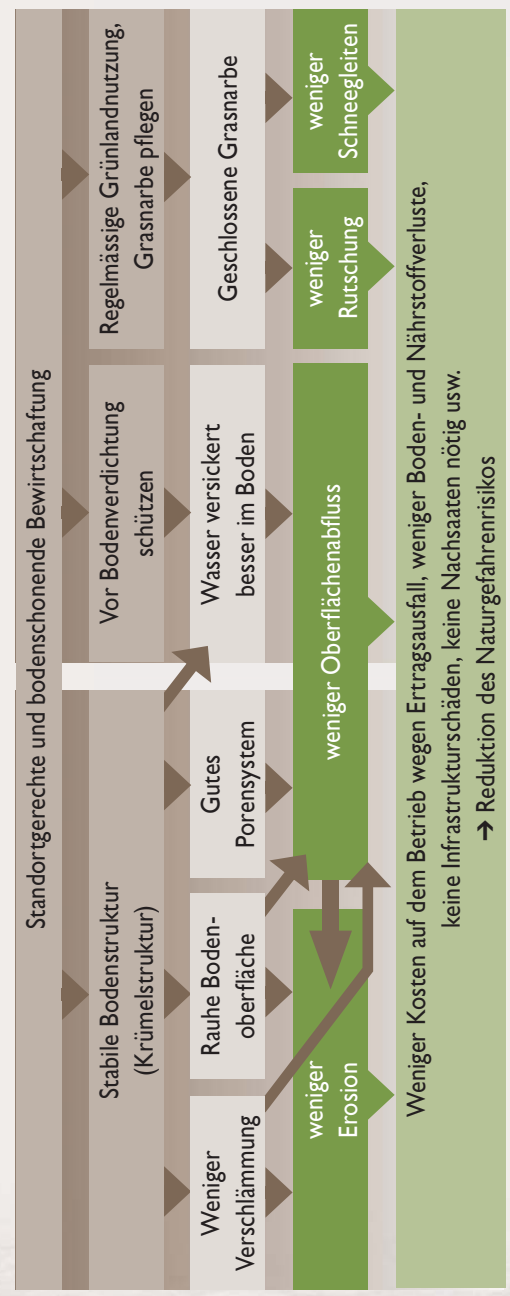 Standortgerechte und bodenschonende Bewirtschaftung
Stabile Bodenstruktur
(Krümelstruktur)
Vor Bodenverdichtung
schützen
Regelmässige Grünlandnutzung,
Grasnarbe pflegen
Weniger
Verschlämmung
Rauhe Boden-
oberfläche
Gutes
Porensystem
Wasser versickert
besser im Boden
Geschlossene Grasnarbe
weniger
Erosion
weniger Oberflächenabfluss
weniger
Rutschung
weniger
Schneegleiten
Weniger Kosten auf dem Betrieb wegen Ertragsausfall, weniger Boden- und Nährstoffverluste,
keine Infrastrukturschäden, keine Nachsaaten nötig usw.
→ Reduktion des Naturgefahrenrisikos